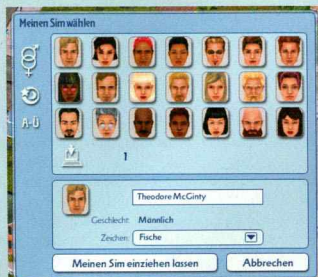 Meinen Sim wählen
A-Ü
1
Theodore McGinty
Geschlecht: Männlich
Zeichen: Fische
Meinen Sim einziehen lassen
Abbrechen